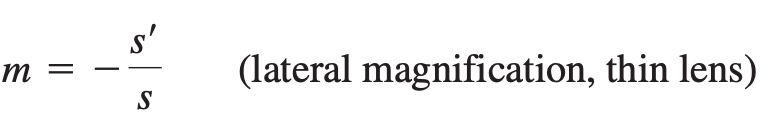 m = − s′/s (lateral magnification, thin lens)